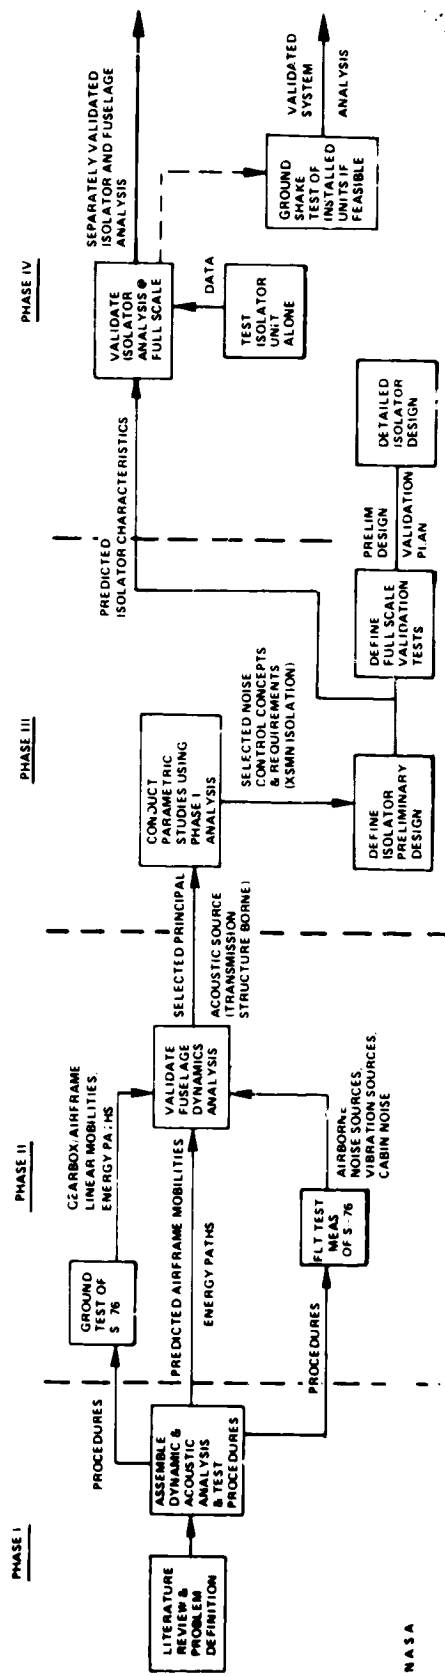 PHASE I
LITERATURE
REVIEW &
PROBLEM
DEFINITION
ASSEMBLE
DYNAMIC &
ACOUSTIC
ANALYSIS
& TEST
PROCEDURES
PROCEDURES
PROCEDURES
PHASE II
GROUND
TEST OF
S 76
GEARBOX/AIRFRAME
LINEAR MOBILITIES,
ENERGY PATHS
PREDICTED AIRFRAME MOBILITIES
ENERGY PATHS
FLT TEST
MEAS
OF S-76
AIRBORNE
NOISE SOURCES,
VIBRATION SOURCES,
CABIN NOISE
VALIDATE
FUSELAGE
DYNAMICS
ANALYSIS
SELECTED PRINCIPAL
ACOUSTIC SOURCE
(TRANSMISSION
STRUCTURE BORNE)
PHASE III
CONDUCT
PARAMETRIC
STUDIES USING
PHASE I
ANALYSIS
SELECTED NOISE
CONTROL CONCEPTS
& REQUIREMENTS
(XSMN ISOLATION)
DEFINE
ISOLATOR
PRELIMINARY
DESIGN
PREDICTED
ISOLATOR CHARACTERISTICS
DEFINE
FULL SCALE
VALIDATION
TESTS
PRELIM
DESIGN
VALIDATION
PLAN
PHASE IV
DETAILED
ISOLATOR
DESIGN
VALIDATE
ISOLATOR
ANALYSIS @
FULL SCALE
DATA
TEST
ISOLATOR
UNIT
ALONE
SEPARATELY VALIDATED
ISOLATOR AND FUSELAGE
ANALYSIS
GROUND
SHAKE
TEST OF
INSTALLED
UNITS IF
FEASIBLE
VALIDATED
SYSTEM
ANALYSIS
NASA